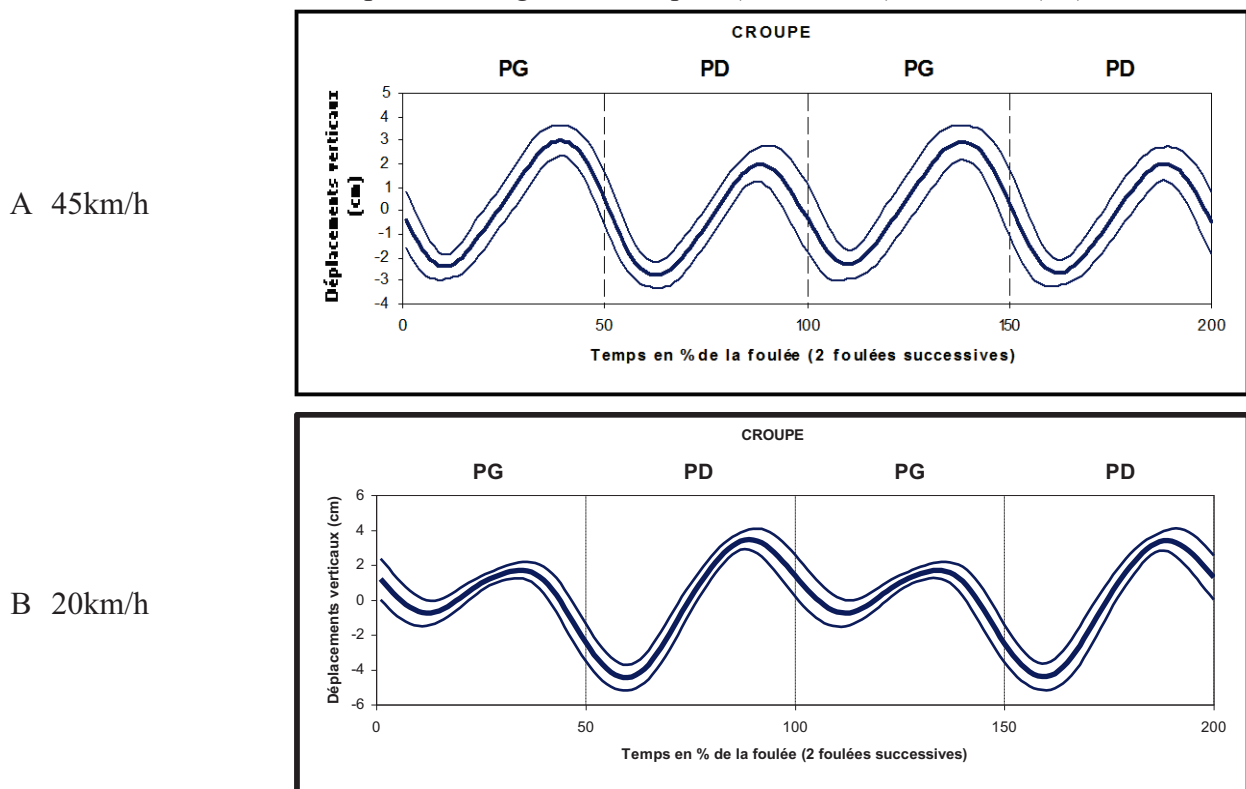 CROUPE
PG PD PG PD
Déplacements verticaux (cm)
5
4
3
2
1
0
-1
-2
-3
-4
0 50 100 150 200
Temps en % de la foulée (2 foulées successives)
A 45km/h
CROUPE
PG PD PG PD
Déplacements verticaux (cm)
6
4
2
0
-2
-4
-6
0 50 100 150 200
Temps en % de la foulée (2 foulées successives)
B 20km/h